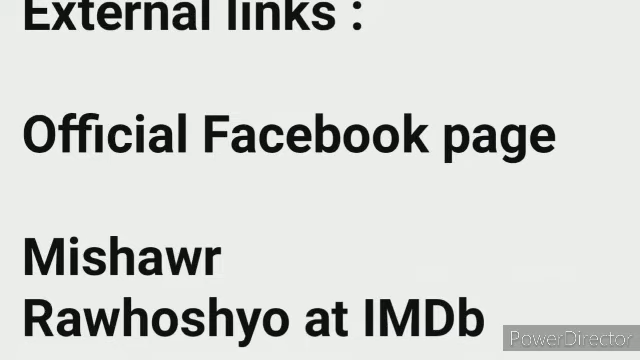 External links :
Official Facebook page
Mishawr
Rawhoshyo at IMDb
PowerDirector